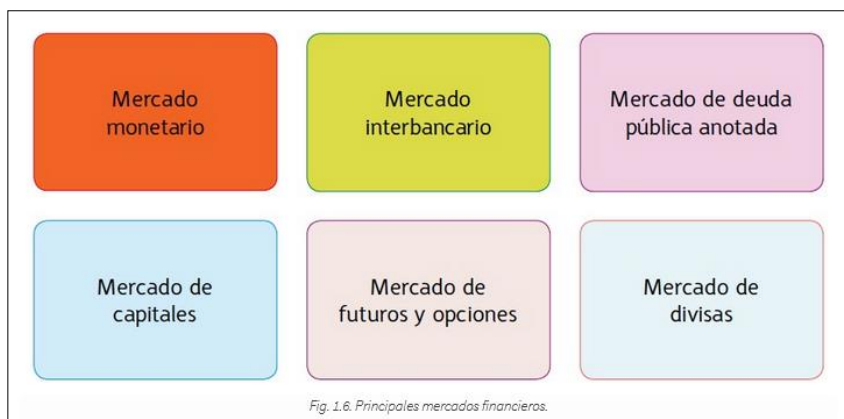 Mercado
monetario
Mercado
interbancario
Mercado de deuda
pública anotada
Mercado de
capitales
Mercado de
futuros y opciones
Mercado de
divisas
Fig. 1.6. Principales mercados financieros.